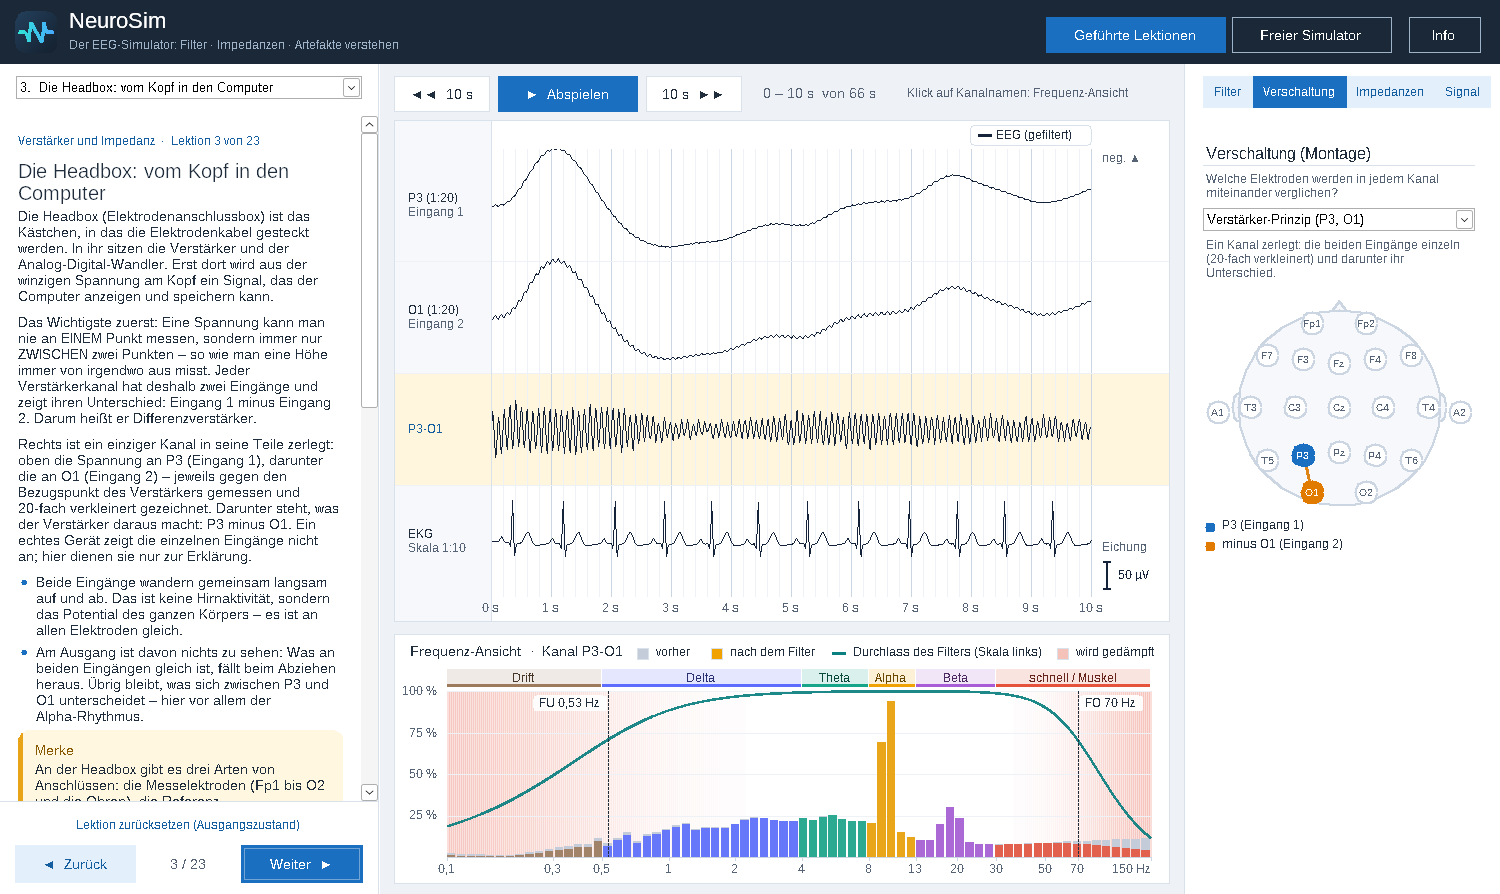 NeuroSim
Der EEG-Simulator: Filter · Impedanzen · Artefakte verstehen
Geführte Lektionen
Freier Simulator
Info
3. Die Headbox: vom Kopf in den Computer
Verstärker und Impedanz · Lektion 3 von 23
Die Headbox: vom Kopf in den
Computer
Die Headbox (Elektrodenanschlussbox) ist das
Kästchen, in das die Elektrodenkabel gesteckt
werden. In ihr sitzen die Verstärker und der
Analog-Digital-Wandler. Erst dort wird aus der
winzigen Spannung am Kopf ein Signal, das der
Computer anzeigen und speichern kann.
Das Wichtigste zuerst: Eine Spannung kann man
nie an EINEM Punkt messen, sondern immer nur
ZWISCHEN zwei Punkten – so wie man eine Höhe
immer von irgendwo aus misst. Jeder
Verstärkerkanal hat deshalb zwei Eingänge und
zeigt ihren Unterschied: Eingang 1 minus Eingang
2. Darum heißt er Differenzverstärker.
Rechts ist ein einziger Kanal in seine Teile zerlegt:
oben die Spannung an P3 (Eingang 1), darunter
die an O1 (Eingang 2) – jeweils gegen den
Bezugspunkt des Verstärkers gemessen und
20-fach verkleinert gezeichnet. Darunter steht, was
der Verstärker daraus macht: P3 minus O1. Ein
echtes Gerät zeigt die einzelnen Eingänge nicht
an; hier dienen sie nur zur Erklärung.
Beide Eingänge wandern gemeinsam langsam
auf und ab. Das ist keine Hirnaktivität, sondern
das Potential des ganzen Körpers – es ist an
allen Elektroden gleich.
Am Ausgang ist davon nichts zu sehen: Was an
beiden Eingängen gleich ist, fällt beim Abziehen
heraus. Übrig bleibt, was sich zwischen P3 und
O1 unterscheidet – hier vor allem der
Alpha-Rhythmus.
Merke
An der Headbox gibt es drei Arten von
Anschlüssen: die Messelektroden (Fp1 bis O2
und die Ohren), die Referenz
Lektion zurücksetzen (Ausgangszustand)
◄ Zurück
3 / 23
Weiter ►
◄◄ 10 s
► Abspielen
10 s ►►
0 – 10 s von 66 s
Klick auf Kanalnamen: Frequenz-Ansicht
EEG (gefiltert)
neg. ▲
P3 (1:20)
Eingang 1
O1 (1:20)
Eingang 2
P3-O1
EKG
Skala 1:10
Eichung
50 µV
0 s 1 s 2 s 3 s 4 s 5 s 6 s 7 s 8 s 9 s 10 s
Frequenz-Ansicht · Kanal P3-O1
vorher
nach dem Filter
Durchlass des Filters (Skala links)
wird gedämpft
Drift Delta Theta Alpha Beta schnell / Muskel
100 %
FU 0,53 Hz
FO 70 Hz
75 %
50 %
25 %
0,1 0,3 0,5 1 2 4 8 13 20 30 50 70 150 Hz
Filter
Verschaltung
Impedanzen
Signal
Verschaltung (Montage)
Welche Elektroden werden in jedem Kanal
miteinander verglichen?
Verstärker-Prinzip (P3, O1)
Ein Kanal zerlegt: die beiden Eingänge einzeln
(20-fach verkleinert) und darunter ihr
Unterschied.
Fp1 Fp2
F7 F3 Fz F4 F8
A1 T3 C3 Cz C4 T4 A2
T5 P3 Pz P4 T6
O1 O2
P3 (Eingang 1)
minus O1 (Eingang 2)